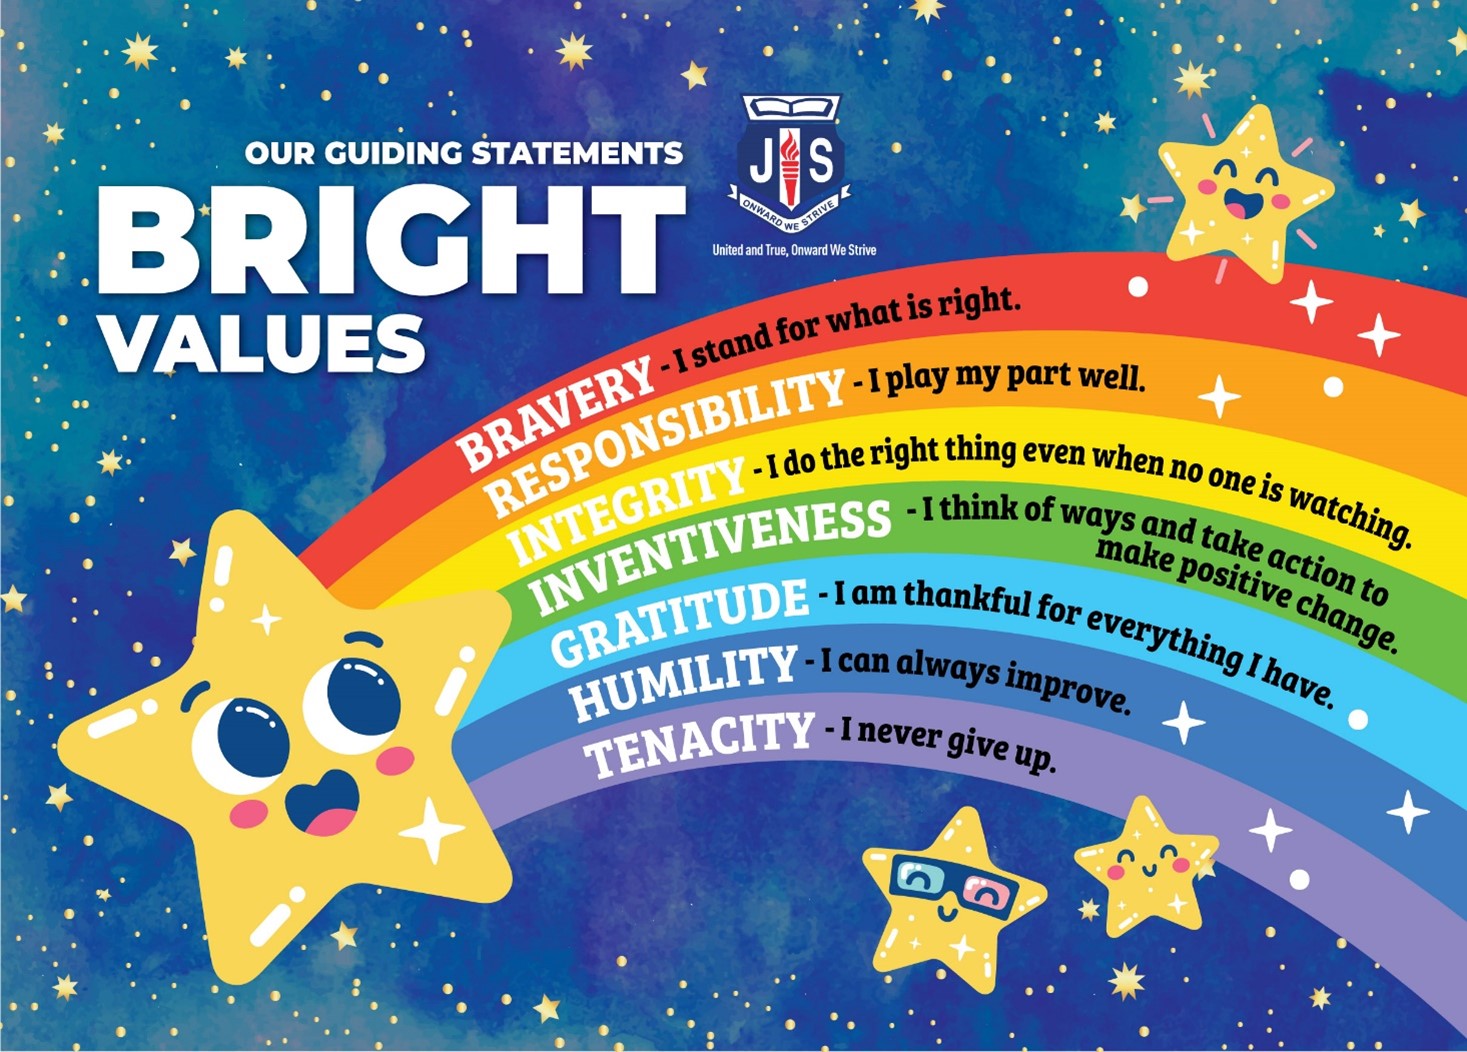 OUR GUIDING STATEMENTS
BRIGHT
VALUES
J S
ONWARD WE STRIVE
United and True, Onward We Strive
BRAVERY - I stand for what is right.
RESPONSIBILITY - I play my part well.
INTEGRITY - I do the right thing even when no one is watching.
INVENTIVENESS - I think of ways and take action to
make positive change.
GRATITUDE - I am thankful for everything I have.
HUMILITY - I can always improve.
TENACITY - I never give up.